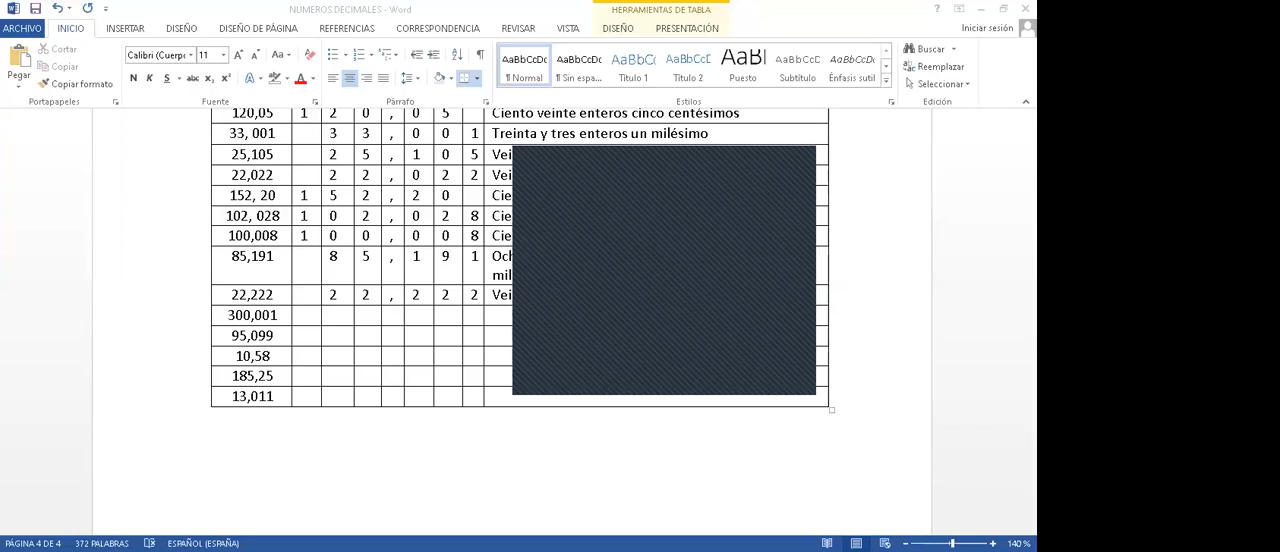 NÚMEROS DECIMALES - Word
HERRAMIENTAS DE TABLA
ARCHIVO INICIO INSERTAR DISEÑO DISEÑO DE PÁGINA REFERENCIAS CORRESPONDENCIA REVISAR VISTA DISEÑO PRESENTACIÓN Iniciar sesión
Pegar
Cortar
Copiar
Copiar formato
Portapapeles
Calibri (Cuerp 11
N K S abc x₂ x²
Fuente
Párrafo
AaBbCcDc AaBbCcDc AaBbCc AaBbCcC AaBl AaBbCcC AaBbCcDc
¶ Normal ¶ Sin espa... Título 1 Título 2 Puesto Subtítulo Énfasis sutil
Estilos
Buscar
Reemplazar
Seleccionar
Edición
120,05 1 2 0 , 0 5 Ciento veinte enteros cinco centésimos
33, 001 3 3 , 0 0 1 Treinta y tres enteros un milésimo
25,105 2 5 , 1 0 5 Vei
22,022 2 2 , 0 2 2 Vei
152, 20 1 5 2 , 2 0 Cie
102, 028 1 0 2 , 0 2 8 Cie
100,008 1 0 0 , 0 0 8 Cie
85,191 8 5 , 1 9 1 Och
mil
22,222 2 2 , 2 2 2 Vei
300,001
95,099
10,58
185,25
13,011
PÁGINA 4 DE 4 372 PALABRAS ESPAÑOL (ESPAÑA) 140 %